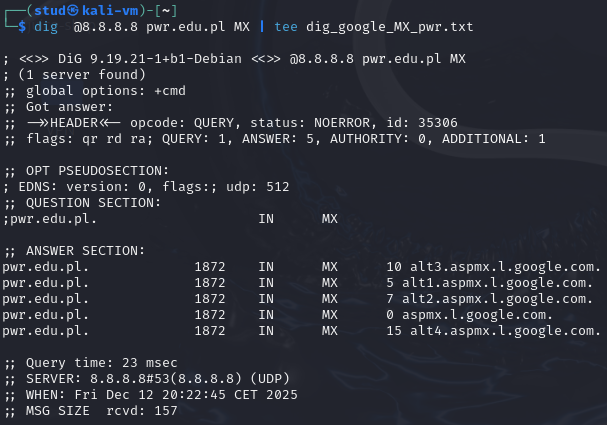 ┌──(stud㉿kali-vm)-[~]
└─$ dig @8.8.8.8 pwr.edu.pl MX | tee dig_google_MX_pwr.txt
; <<>> DiG 9.19.21-1+b1-Debian <<>> @8.8.8.8 pwr.edu.pl MX
; (1 server found)
;; global options: +cmd
;; Got answer:
;; ->>HEADER<<- opcode: QUERY, status: NOERROR, id: 35306
;; flags: qr rd ra; QUERY: 1, ANSWER: 5, AUTHORITY: 0, ADDITIONAL: 1
;; OPT PSEUDOSECTION:
; EDNS: version: 0, flags:; udp: 512
;; QUESTION SECTION:
;pwr.edu.pl. IN MX
;; ANSWER SECTION:
pwr.edu.pl. 1872 IN MX 10 alt3.aspmx.l.google.com.
pwr.edu.pl. 1872 IN MX 5 alt1.aspmx.l.google.com.
pwr.edu.pl. 1872 IN MX 7 alt2.aspmx.l.google.com.
pwr.edu.pl. 1872 IN MX 0 aspmx.l.google.com.
pwr.edu.pl. 1872 IN MX 15 alt4.aspmx.l.google.com.
;; Query time: 23 msec
;; SERVER: 8.8.8.8#53(8.8.8.8) (UDP)
;; WHEN: Fri Dec 12 20:22:45 CET 2025
;; MSG SIZE rcvd: 157